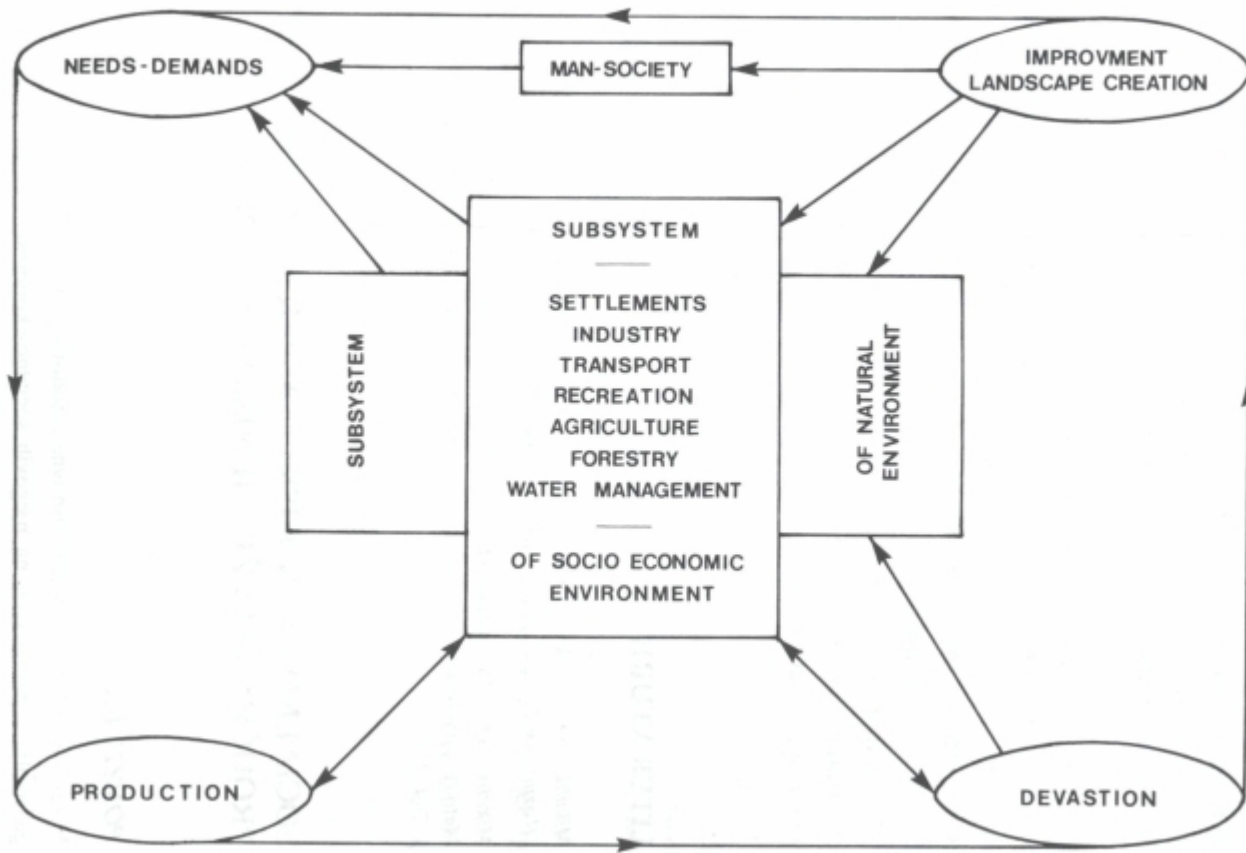 NEEDS-DEMANDS
MAN-SOCIETY
IMPROVMENT
LANDSCAPE CREATION
SUBSYSTEM
SUBSYSTEM
SETTLEMENTS
INDUSTRY
TRANSPORT
RECREATION
AGRICULTURE
FORESTRY
WATER MANAGEMENT
OF SOCIO ECONOMIC
ENVIRONMENT
OF NATURAL
ENVIRONMENT
PRODUCTION
DEVASTION